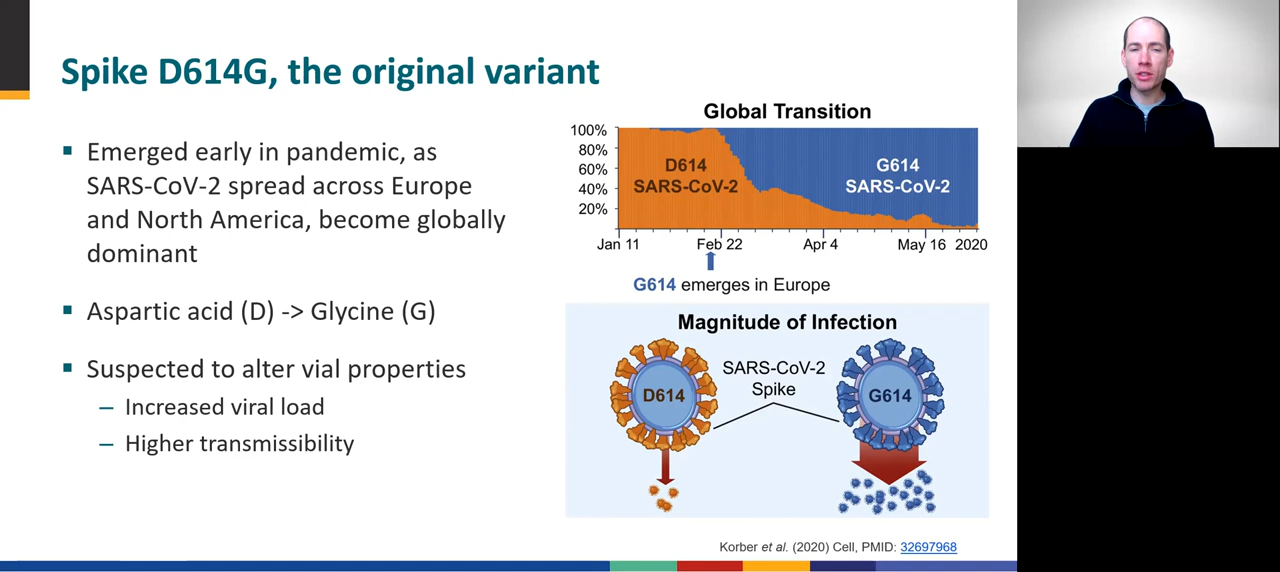 Spike D614G, the original variant
▪ Emerged early in pandemic, as
SARS-CoV-2 spread across Europe
and North America, become globally
dominant
▪ Aspartic acid (D) -> Glycine (G)
▪ Suspected to alter vial properties
– Increased viral load
– Higher transmissibility
Global Transition
100%
80%
60%
40%
20%
D614
SARS-CoV-2
G614
SARS-CoV-2
Jan 11 Feb 22 Apr 4 May 16 2020
G614 emerges in Europe
Magnitude of Infection
SARS-CoV-2
Spike
D614
G614
Korber et al. (2020) Cell, PMID: 32697968